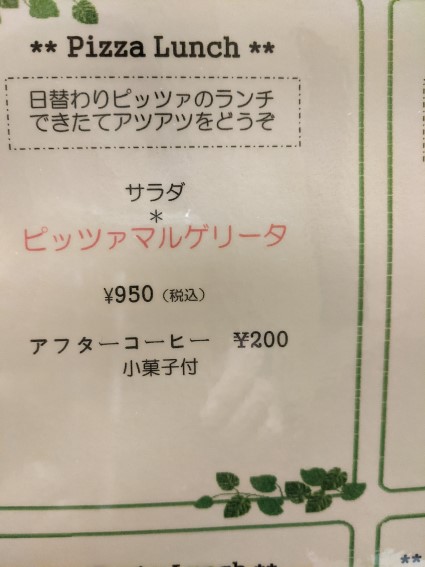 ** Pizza Lunch **
日替わりピッツァのランチ
できたてアツアツをどうぞ
サラダ
*
ピッツァマルゲリータ
¥950（税込）
アフターコーヒー ¥200
小菓子付
Lunch **
**